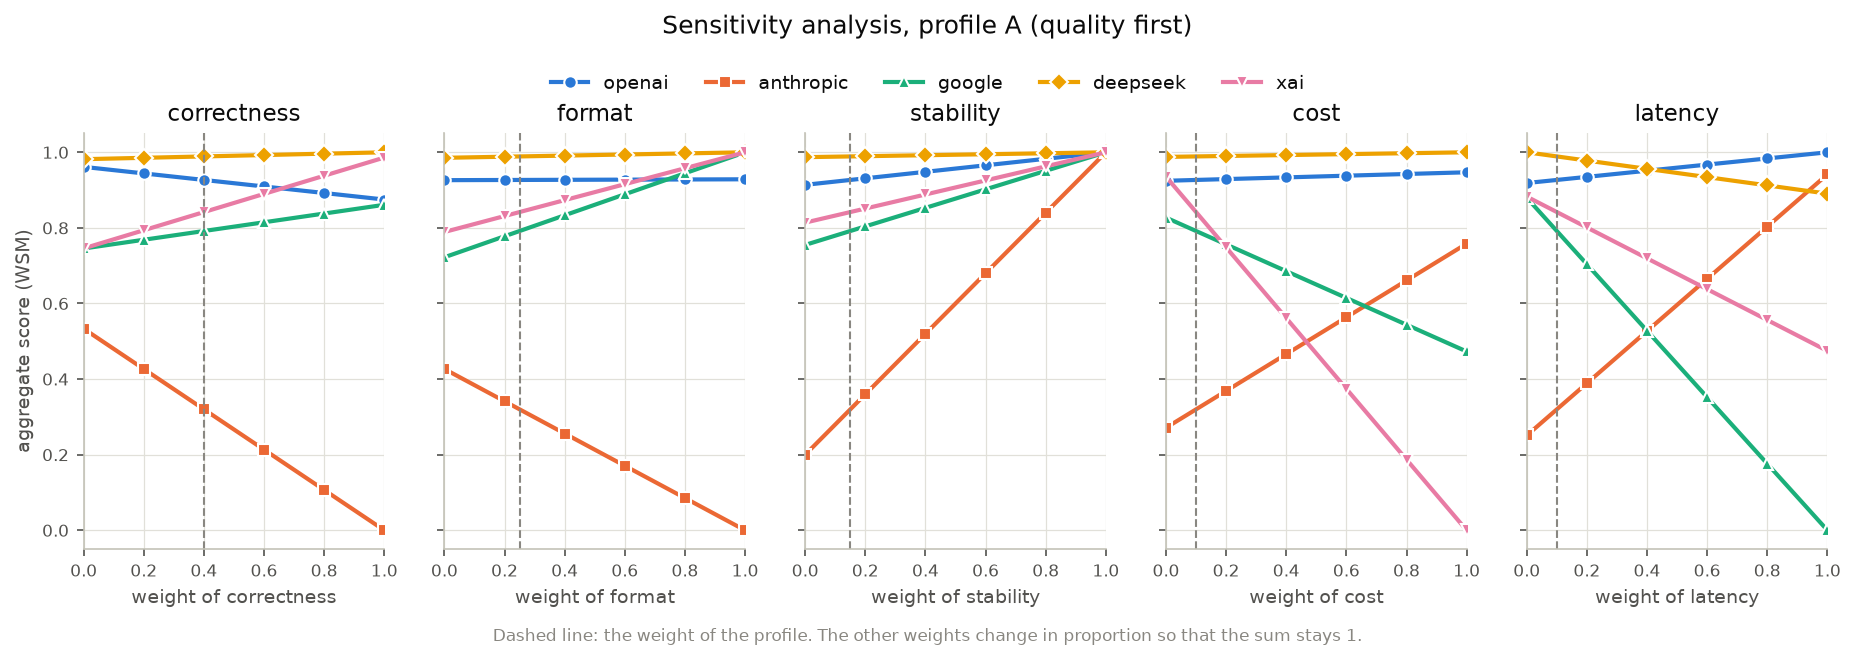 Sensitivity analysis, profile A (quality first)
openai anthropic google deepseek xai
correctness format stability cost latency
aggregate score (WSM)
1.0
0.8
0.6
0.4
0.2
0.0
0.0 0.2 0.4 0.6 0.8 1.0 0.0 0.2 0.4 0.6 0.8 1.0 0.0 0.2 0.4 0.6 0.8 1.0 0.0 0.2 0.4 0.6 0.8 1.0 0.0 0.2 0.4 0.6 0.8 1.0
weight of correctness weight of format weight of stability weight of cost weight of latency
Dashed line: the weight of the profile. The other weights change in proportion so that the sum stays 1.